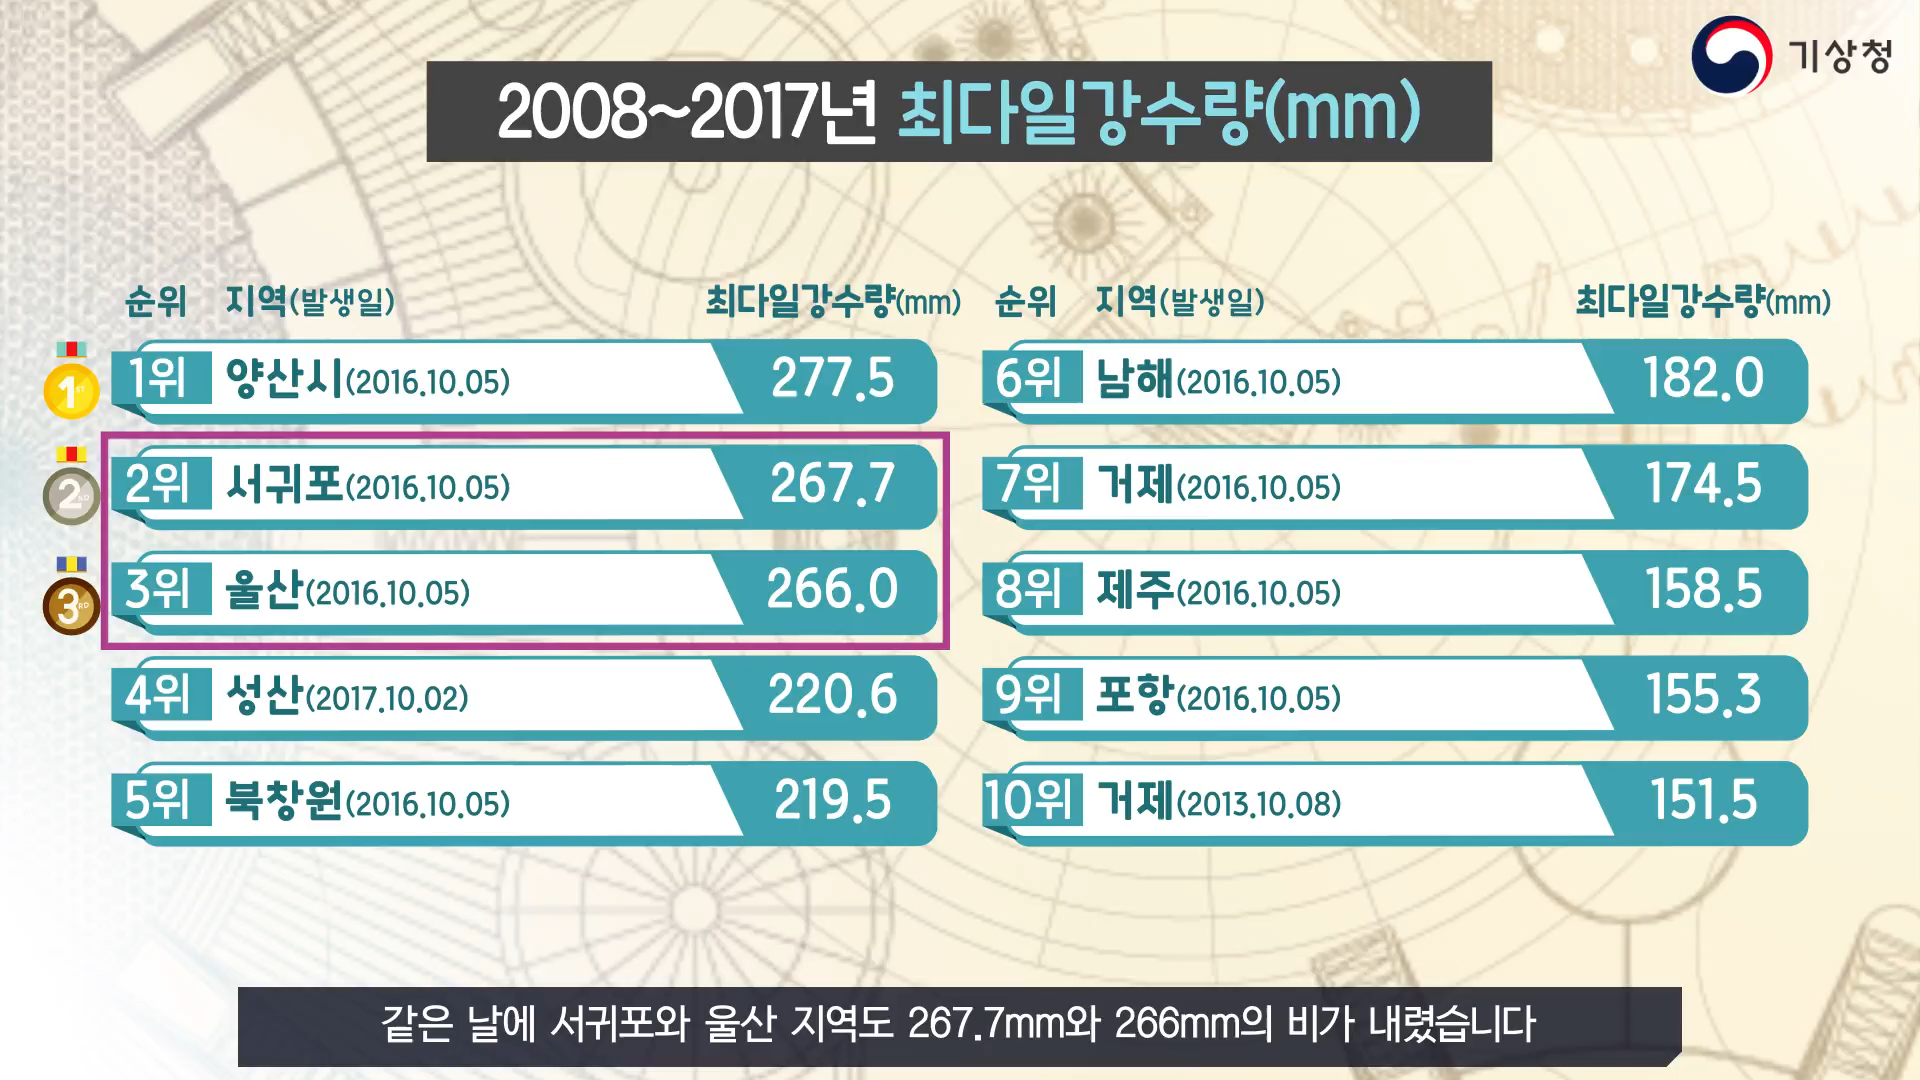 기상청
2008~2017년 최다일강수량(mm)
순위 지역(발생일) 최다일강수량(mm)
1ST 1위 양산시(2016.10.05) 277.5
2ND 2위 서귀포(2016.10.05) 267.7
3RD 3위 울산(2016.10.05) 266.0
4위 성산(2017.10.02) 220.6
5위 북창원(2016.10.05) 219.5
순위 지역(발생일) 최다일강수량(mm)
6위 남해(2016.10.05) 182.0
7위 거제(2016.10.05) 174.5
8위 제주(2016.10.05) 158.5
9위 포항(2016.10.05) 155.3
10위 거제(2013.10.08) 151.5
같은 날에 서귀포와 울산 지역도 267.7mm와 266mm의 비가 내렸습니다